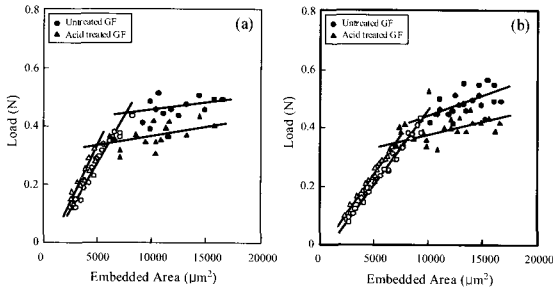 (a)
Untreated GF
Acid treated GF
Load (N)
0.8
0.6
0.4
0.2
0
0 5000 10000 15000 20000
Embedded Area (μm²)
(b)
Untreated GF
Acid treated GF
Load (N)
0.8
0.6
0.4
0.2
0
0 5000 10000 15000 20000
Embedded Area (μm²)